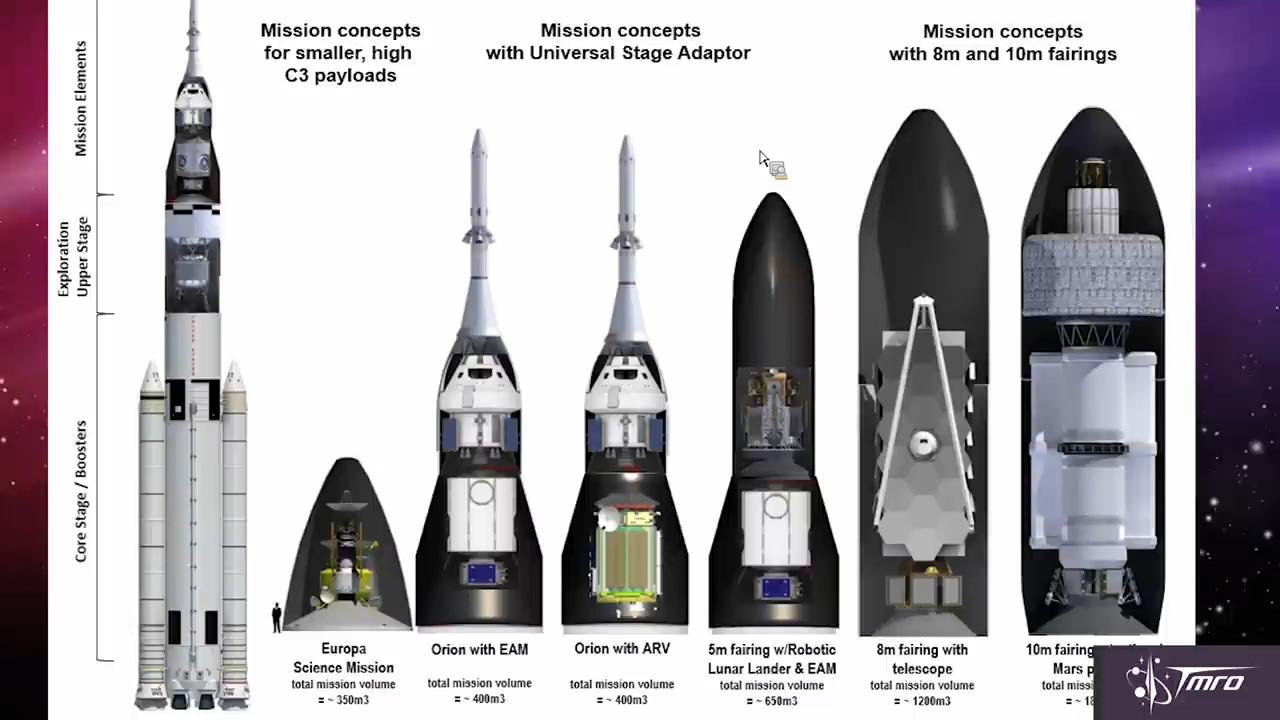 Mission Elements
Exploration
Upper Stage
Core Stage / Boosters
Mission concepts
for smaller, high
C3 payloads
Mission concepts
with Universal Stage Adaptor
Mission concepts
with 8m and 10m fairings
Europa
Science Mission
total mission volume
= ~ 350m3
Orion with EAM
total mission volume
= ~ 400m3
Orion with ARV
total mission volume
= ~ 400m3
5m fairing w/Robotic
Lunar Lander & EAM
total mission volume
= ~ 650m3
8m fairing with
telescope
total mission volume
= ~ 1200m3
10m fairing
Mars
total
= ~
TMRO